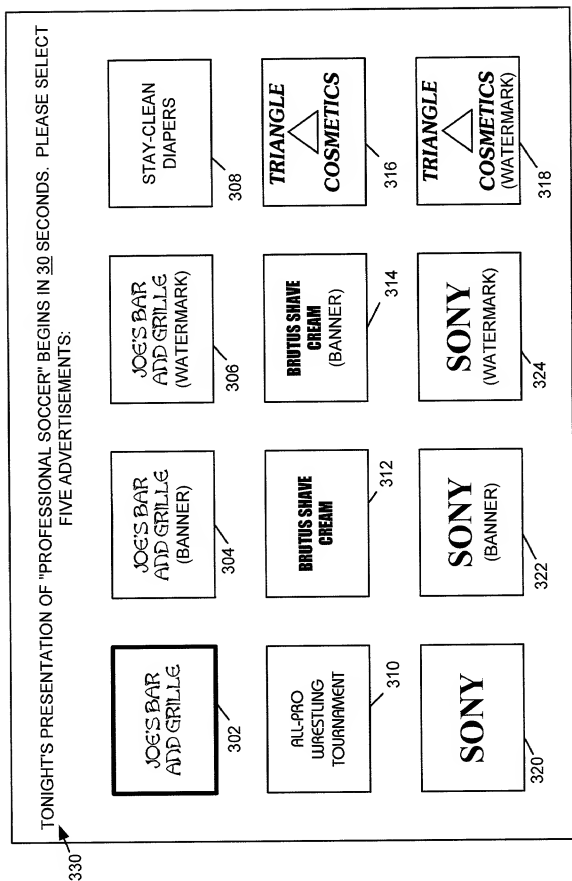 TONIGHT'S PRESENTATION OF "PROFESSIONAL SOCCER" BEGINS IN 30 SECONDS. PLEASE SELECT
FIVE ADVERTISEMENTS:
330
JOE'S BAR
AND GRILLE
302
JOE'S BAR
AND GRILLE
(BANNER)
304
JOE'S BAR
AND GRILLE
(WATERMARK)
306
STAY-CLEAN
DIAPERS
308
ALL-PRO
WRESTLING
TOURNAMENT
310
BRUTUS SHAVE
CREAM
312
BRUTUS SHAVE
CREAM
(BANNER)
314
TRIANGLE
COSMETICS
316
SONY
320
SONY
(BANNER)
322
SONY
(WATERMARK)
324
TRIANGLE
COSMETICS
(WATERMARK)
318